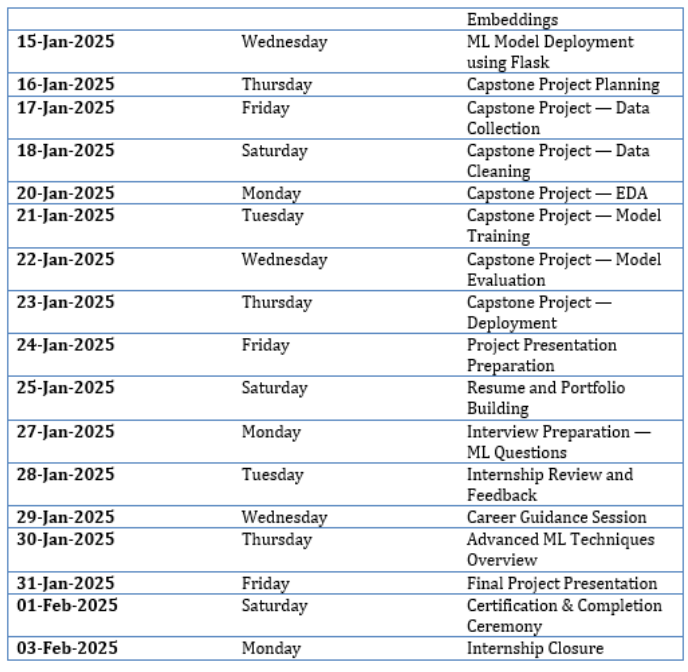 Embeddings
15-Jan-2025 Wednesday ML Model Deployment
using Flask
16-Jan-2025 Thursday Capstone Project Planning
17-Jan-2025 Friday Capstone Project — Data
Collection
18-Jan-2025 Saturday Capstone Project — Data
Cleaning
20-Jan-2025 Monday Capstone Project — EDA
21-Jan-2025 Tuesday Capstone Project — Model
Training
22-Jan-2025 Wednesday Capstone Project — Model
Evaluation
23-Jan-2025 Thursday Capstone Project —
Deployment
24-Jan-2025 Friday Project Presentation
Preparation
25-Jan-2025 Saturday Resume and Portfolio
Building
27-Jan-2025 Monday Interview Preparation —
ML Questions
28-Jan-2025 Tuesday Internship Review and
Feedback
29-Jan-2025 Wednesday Career Guidance Session
30-Jan-2025 Thursday Advanced ML Techniques
Overview
31-Jan-2025 Friday Final Project Presentation
01-Feb-2025 Saturday Certification & Completion
Ceremony
03-Feb-2025 Monday Internship Closure